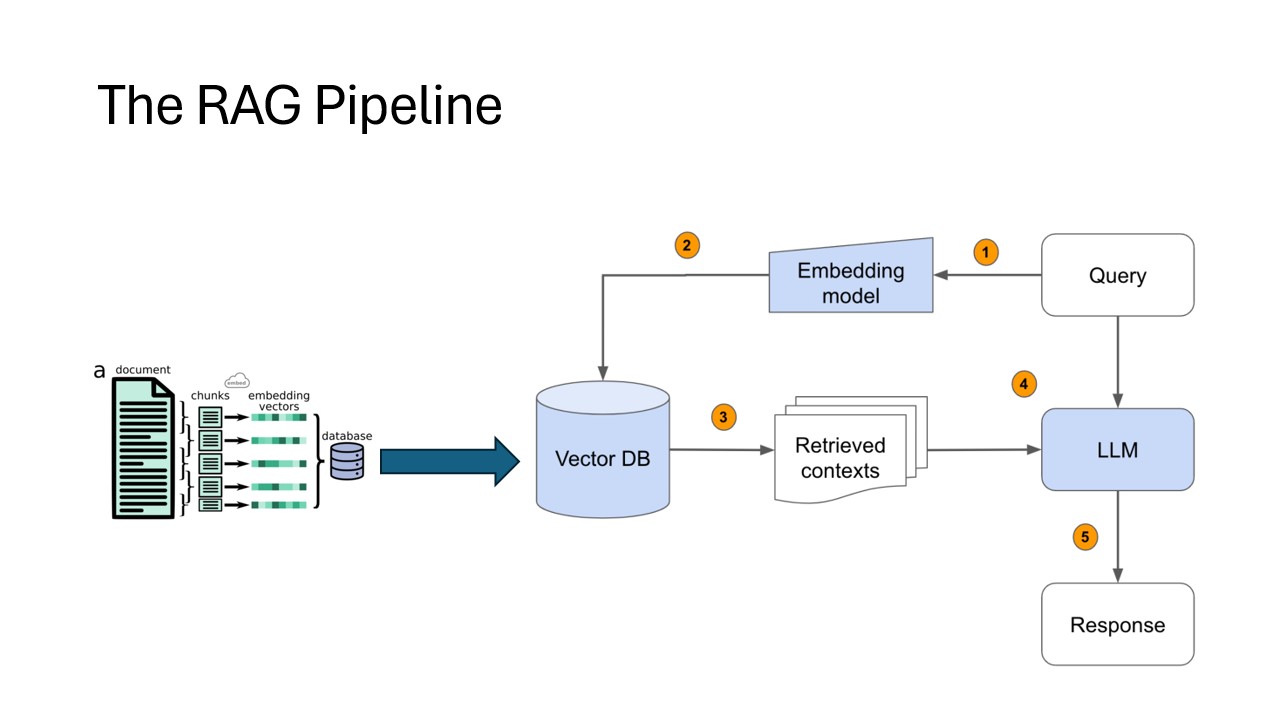 The RAG Pipeline
2
1
Embedding
model
Query
a
document
embed
chunks
embedding
vectors
database
4
3
Vector DB
Retrieved
contexts
LLM
5
Response